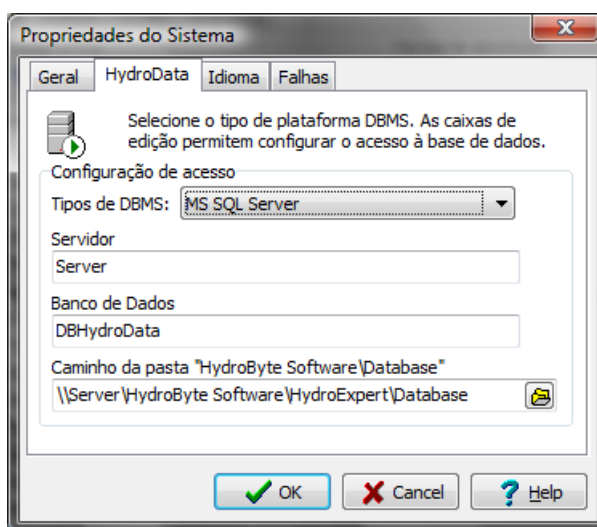 Propriedades do Sistema
Geral HydroData Idioma Falhas
Selecione o tipo de plataforma DBMS. As caixas de
edição permitem configurar o acesso à base de dados.
Configuração de acesso
Tipos de DBMS: MS SQL Server
Servidor
Server
Banco de Dados
DBHydroData
Caminho da pasta "HydroByte Software\Database"
\\Server\HydroByte Software\HydroExpert\Database
OK Cancel Help